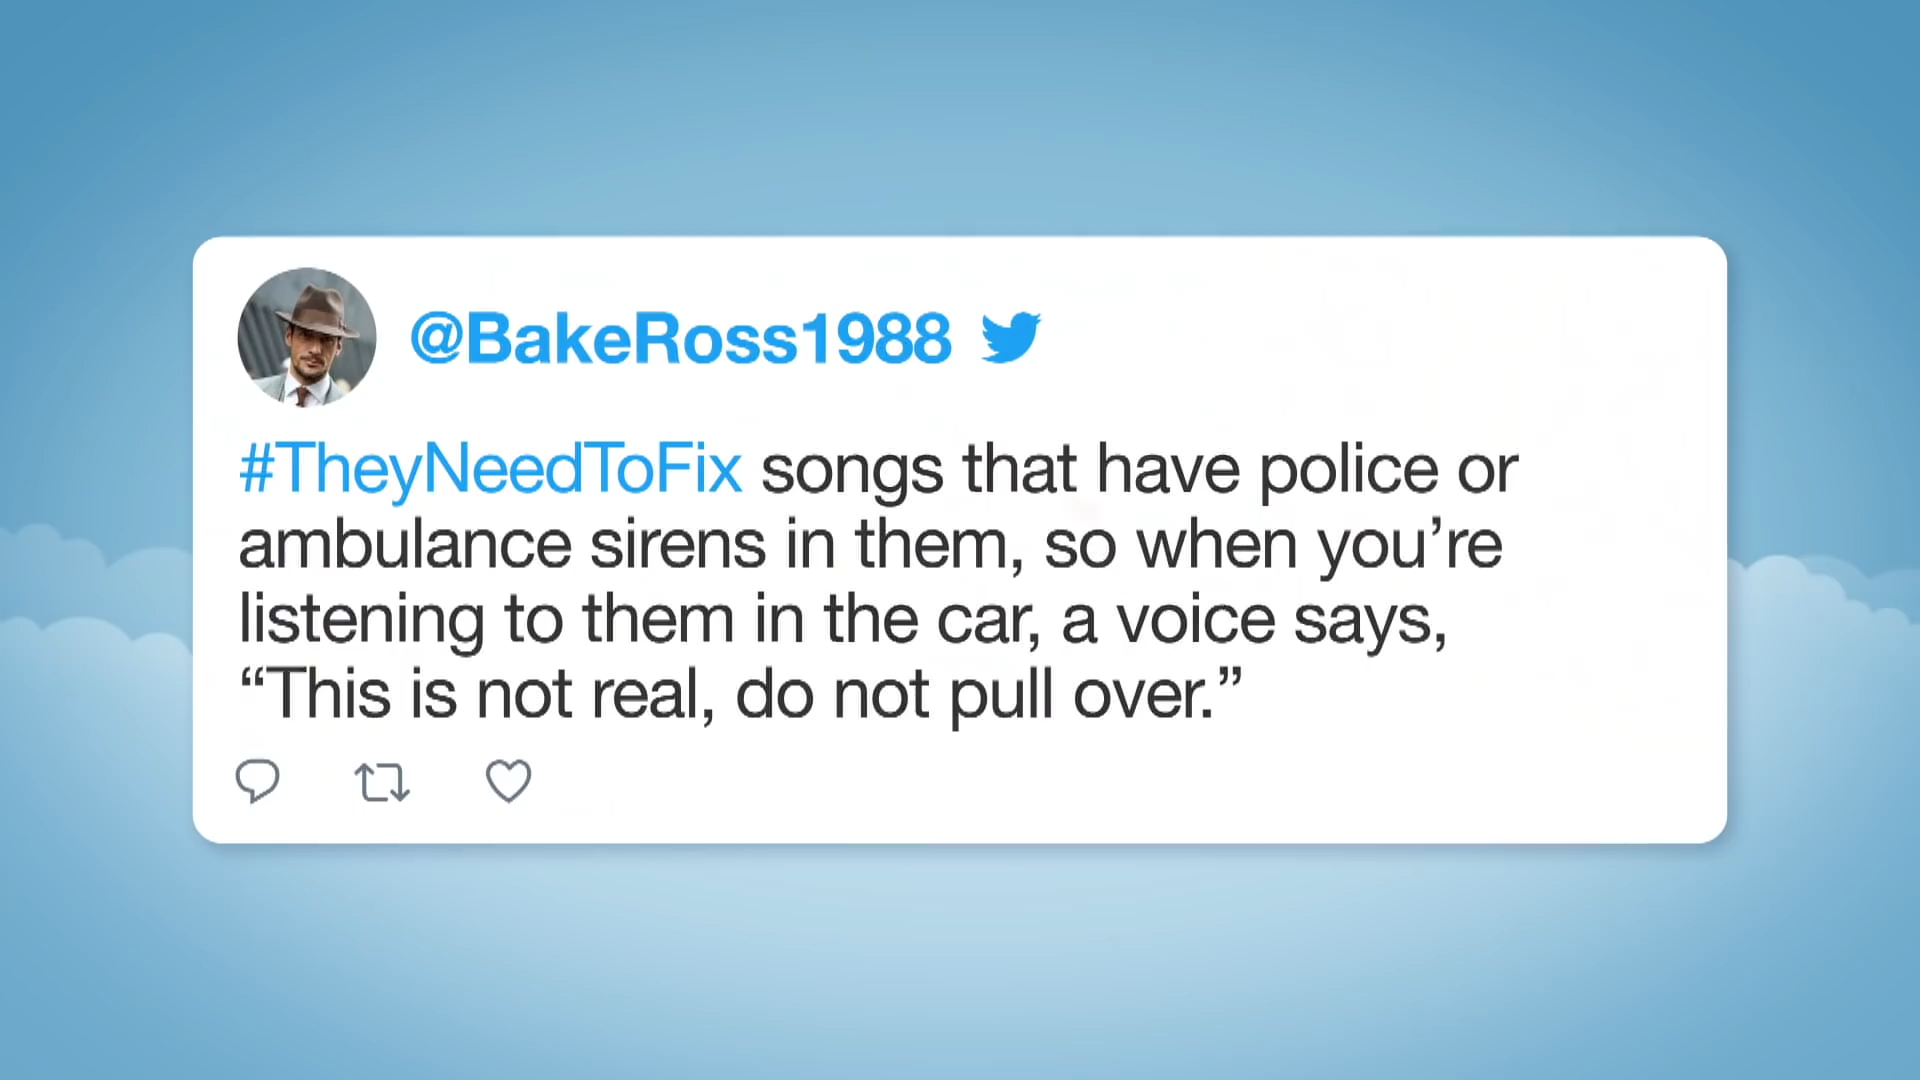 @BakeRoss1988
#TheyNeedToFix songs that have police or
ambulance sirens in them, so when you’re
listening to them in the car, a voice says,
“This is not real, do not pull over.”